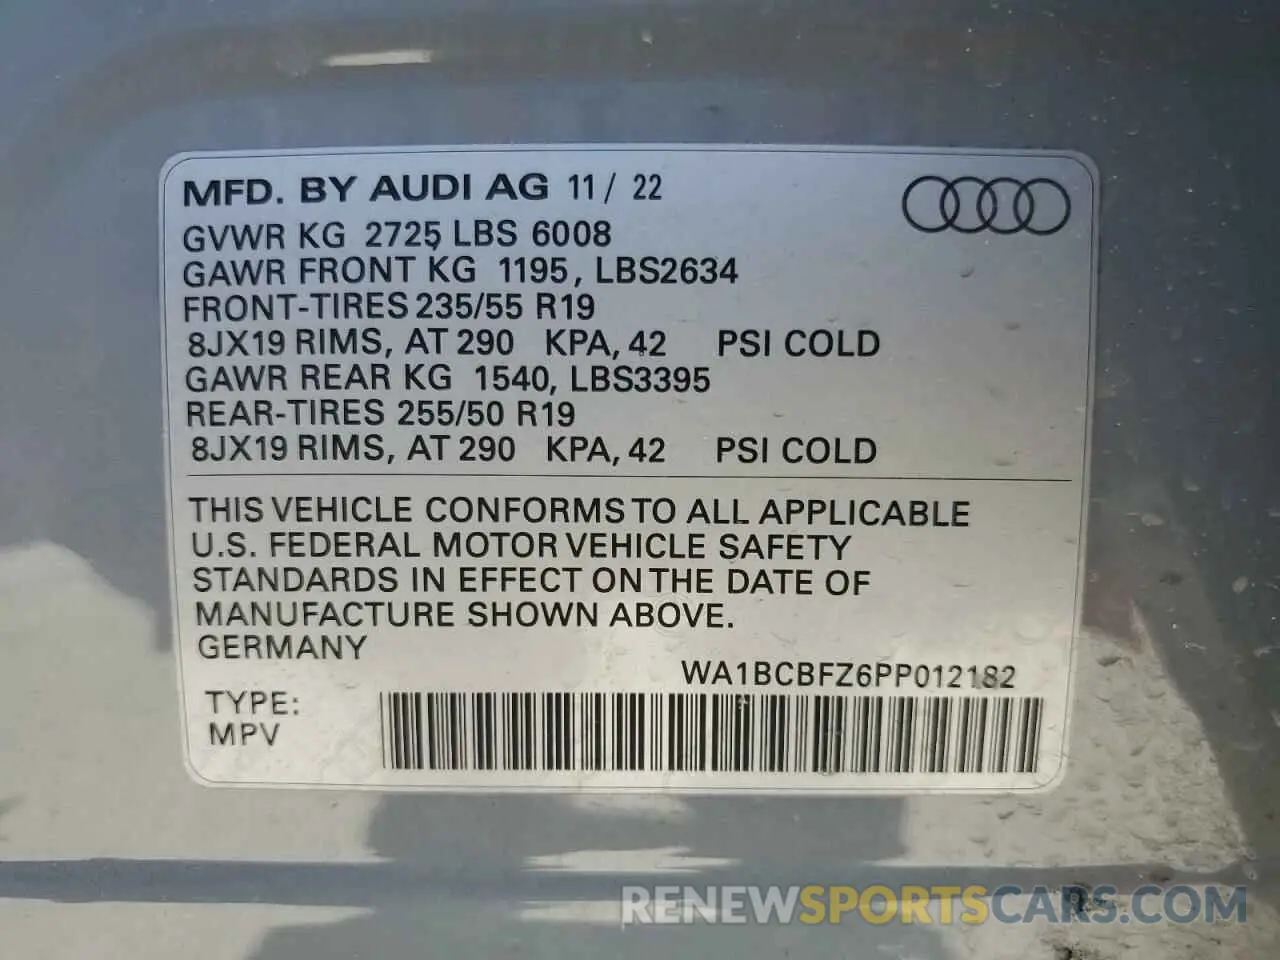 MFD. BY AUDI AG 11/ 22
GVWR KG 2725 LBS 6008
GAWR FRONT KG 1195, LBS2634
FRONT-TIRES 235/55 R19
8JX19 RIMS, AT 290 KPA, 42 PSI COLD
GAWR REAR KG 1540, LBS3395
REAR-TIRES 255/50 R19
8JX19 RIMS, AT 290 KPA, 42 PSI COLD
THIS VEHICLE CONFORMS TO ALL APPLICABLE
U.S. FEDERAL MOTOR VEHICLE SAFETY
STANDARDS IN EFFECT ON THE DATE OF
MANUFACTURE SHOWN ABOVE.
GERMANY
WA1BCBFZ6PP012182
TYPE:
MPV
RENEWSPORTSCARS.COM